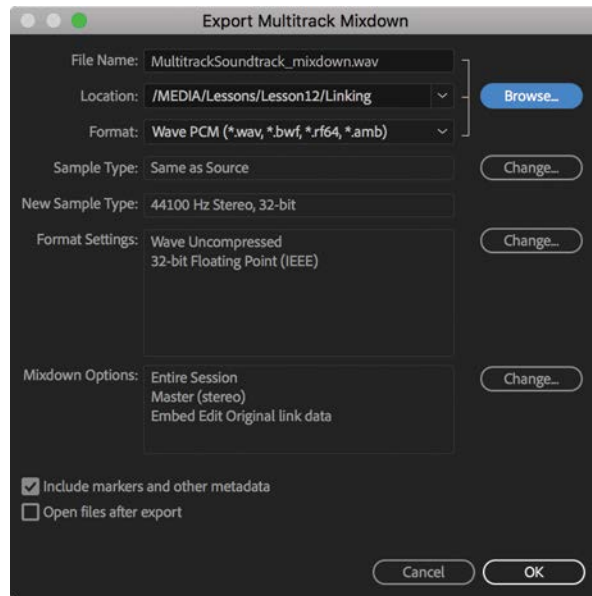 Export Multitrack Mixdown
File Name: MultitrackSoundtrack_mixdown.wav
Location: /MEDIA/Lessons/Lesson12/Linking
Browse...
Format: Wave PCM (*.wav, *.bwf, *.rf64, *.amb)
Sample Type: Same as Source
Change...
New Sample Type: 44100 Hz Stereo, 32-bit
Format Settings: Wave Uncompressed
Change...
32-bit Floating Point (IEEE)
Mixdown Options: Entire Session
Change...
Master (stereo)
Embed Edit Original link data
Include markers and other metadata
Open files after export
Cancel
OK